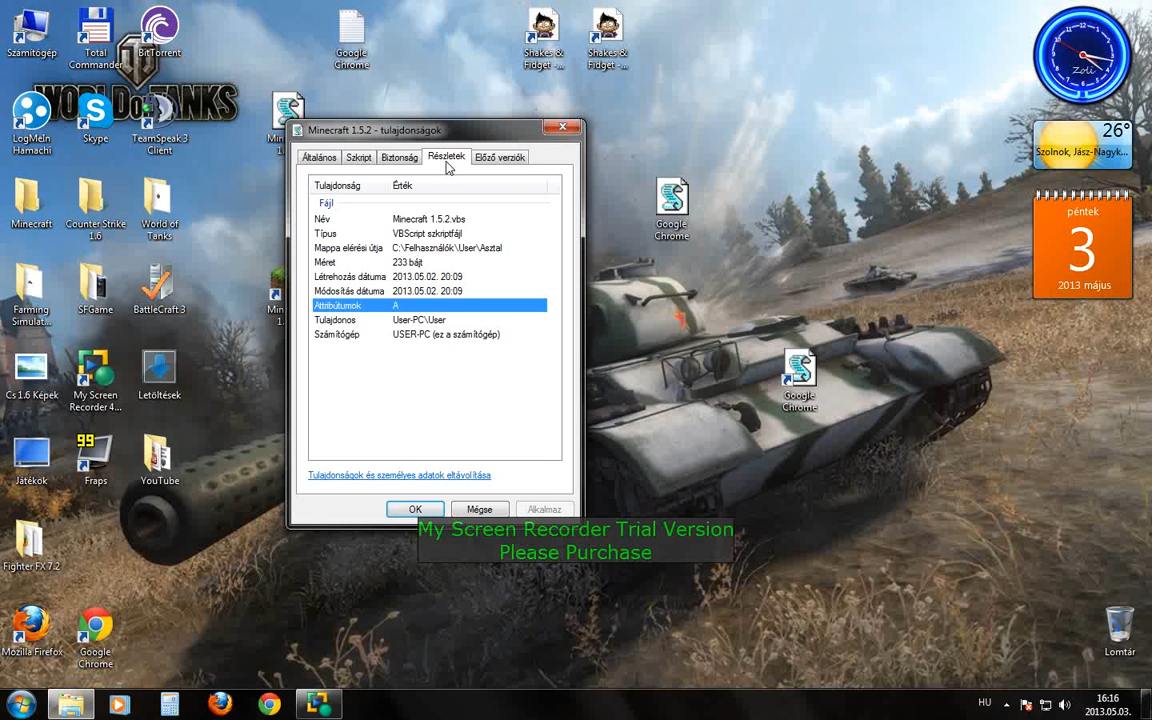 Számítógép
Total
Commander
BitTorrent
Google
Chrome
Shakes &
Fidget -...
Shakes &
Fidget -...
Zoli
WORLD OF TANKS
LogMeIn
Hamachi
Skype
TeamSpeak 3
Client
26°
Szolnok, Jász-Nagyk...
Minecraft 1.5.2 - tulajdonságok
Általános
Szkript
Biztonság
Részletek
Előző verziók
Tulajdonság
Érték
Fájl
Név
Minecraft 1.5.2.vbs
Típus
VBScript szkriptfájl
Mappa elérési útja
C:\Felhasználók\User\Asztal
Méret
233 bájt
Létrehozás dátuma
2013.05.02. 20:09
Módosítás dátuma
2013.05.02. 20:09
Attribútumok
A
Tulajdonos
User-PC\User
Számítógép
USER-PC (ez a számítógép)
Tulajdonságok és személyes adatok eltávolítása
OK
Mégse
Alkalmaz
My Screen Recorder Trial Version
Please Purchase
Minecraft
Counter Strike
1.6
World of
Tanks
Google
Chrome
péntek
3
2013 május
Farming
Simulat...
SFGame
BattleCraft 3
Cs 1.6 Képek
My Screen
Recorder 4...
Letöltések
Google
Chrome
99
Játékok
Fraps
YouTube
Fighter FX 7.2
Mozilla Firefox
Google
Chrome
Lomtár
HU
16:16
2013.05.03.